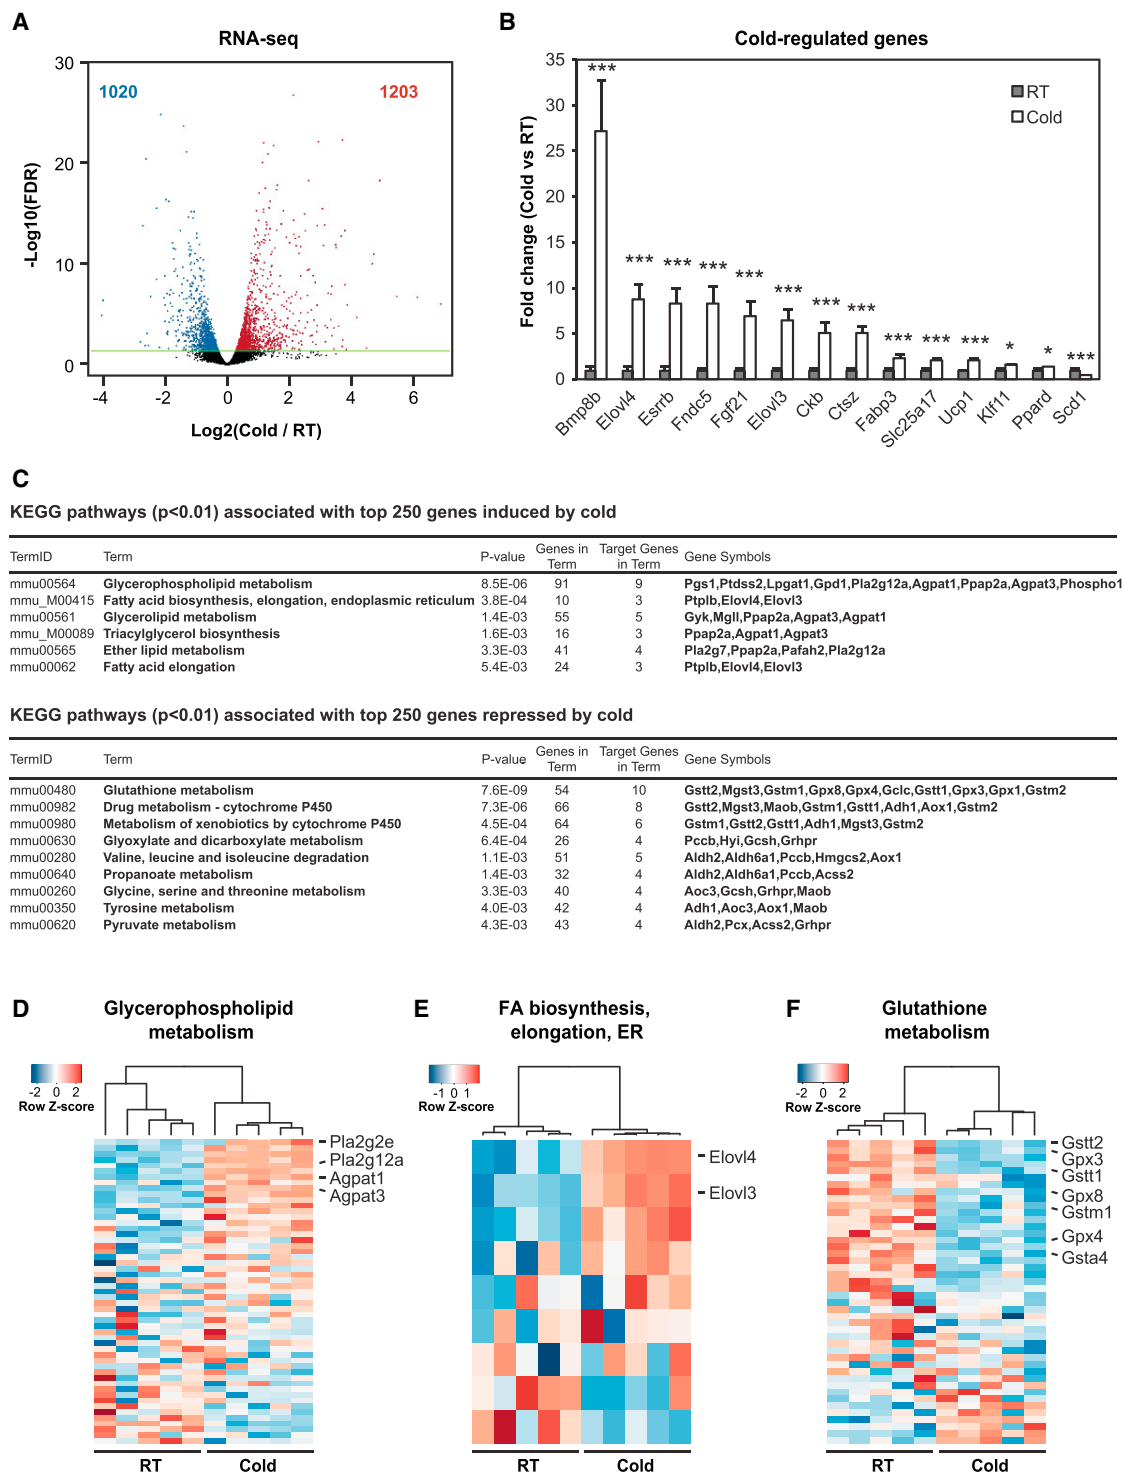 A
RNA-seq
30
20
10
0
1020
1203
-Log10(FDR)
-4
-2
0
2
4
6
Log2(Cold / RT)
B
Cold-regulated genes
35
30
25
20
15
10
5
0
Fold change (Cold vs RT)
RT
Cold
***
***
***
***
***
***
***
***
***
***
***
*
*
***
Bmp8b
Elovl4
Esrrb
Fndc5
Fgf21
Elovl3
Ckb
Ctsz
Fabp3
Slc25a17
Ucp1
Klf11
Ppard
Scd1
C
KEGG pathways (p<0.01) associated with top 250 genes induced by cold
TermID Term P-value Genes in Term Target Genes in Term Gene Symbols
mmu00564 Glycerophospholipid metabolism 8.5E-06 91 9 Pgs1,Ptdss2,Lpgat1,Gpd1,Pla2g12a,Agpat1,Ppap2a,Agpat3,Phospho1
mmu_M00415 Fatty acid biosynthesis, elongation, endoplasmic reticulum 3.8E-04 10 3 Ptplb,Elovl4,Elovl3
mmu00561 Glycerolipid metabolism 1.4E-03 55 5 Gyk,Mgll,Ppap2a,Agpat3,Agpat1
mmu_M00089 Triacylglycerol biosynthesis 1.6E-03 16 3 Ppap2a,Agpat1,Agpat3
mmu00565 Ether lipid metabolism 3.3E-03 41 4 Pla2g7,Ppap2a,Pafah2,Pla2g12a
mmu00062 Fatty acid elongation 5.4E-03 24 3 Ptplb,Elovl4,Elovl3
KEGG pathways (p<0.01) associated with top 250 genes repressed by cold
TermID Term P-value Genes in Term Target Genes in Term Gene Symbols
mmu00480 Glutathione metabolism 7.6E-09 54 10 Gstt2,Mgst3,Gstm1,Gpx8,Gpx4,Gclc,Gstt1,Gpx3,Gpx1,Gstm2
mmu00982 Drug metabolism - cytochrome P450 7.3E-06 66 8 Gstt2,Mgst3,Maob,Gstm1,Gstt1,Adh1,Aox1,Gstm2
mmu00980 Metabolism of xenobiotics by cytochrome P450 4.5E-04 64 6 Gstm1,Gstt2,Gstt1,Adh1,Mgst3,Gstm2
mmu00630 Glyoxylate and dicarboxylate metabolism 6.4E-04 26 4 Pccb,Hyi,Gcsh,Grhpr
mmu00280 Valine, leucine and isoleucine degradation 1.1E-03 51 5 Aldh2,Aldh6a1,Pccb,Hmgcs2,Aox1
mmu00640 Propanoate metabolism 1.4E-03 32 4 Aldh2,Aldh6a1,Pccb,Acss2
mmu00260 Glycine, serine and threonine metabolism 3.3E-03 40 4 Aoc3,Gcsh,Grhpr,Maob
mmu00350 Tyrosine metabolism 4.0E-03 42 4 Adh1,Aoc3,Aox1,Maob
mmu00620 Pyruvate metabolism 4.3E-03 43 4 Aldh2,Pcx,Acss2,Grhpr
D
Glycerophospholipid
metabolism
-2 0 2
Row Z-score
Pla2g2e
Pla2g12a
Agpat1
Agpat3
RT
Cold
E
FA biosynthesis,
elongation, ER
-1 0 1
Row Z-score
Elovl4
Elovl3
RT
Cold
F
Glutathione
metabolism
-2 0 2
Row Z-score
Gstt2
Gpx3
Gstt1
Gpx8
Gstm1
Gpx4
Gsta4
RT
Cold